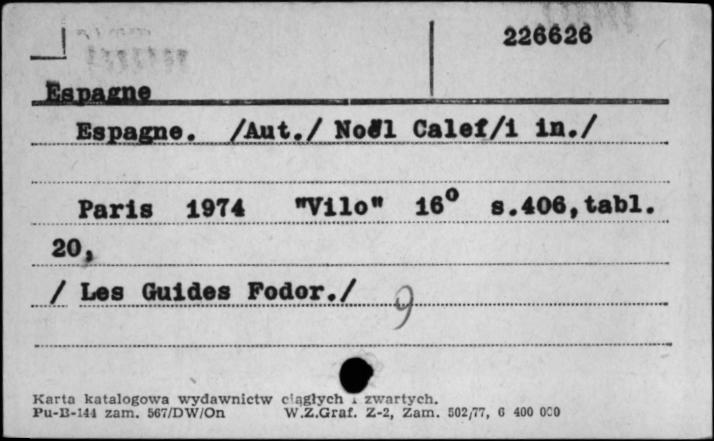 226626
Espagne
Espagne. /Aut./ Noël Calef/i in./
Paris 1974 "Vilo" 16° s.406,tabl.
20,
/ Les Guides Fodor./
9
Karta katalogowa wydawnictw ciągłych i zwartych.
Pu-B-144 zam. 567/DW/On W.Z.Graf. Z-2, Zam. 502/77, 6 400 000